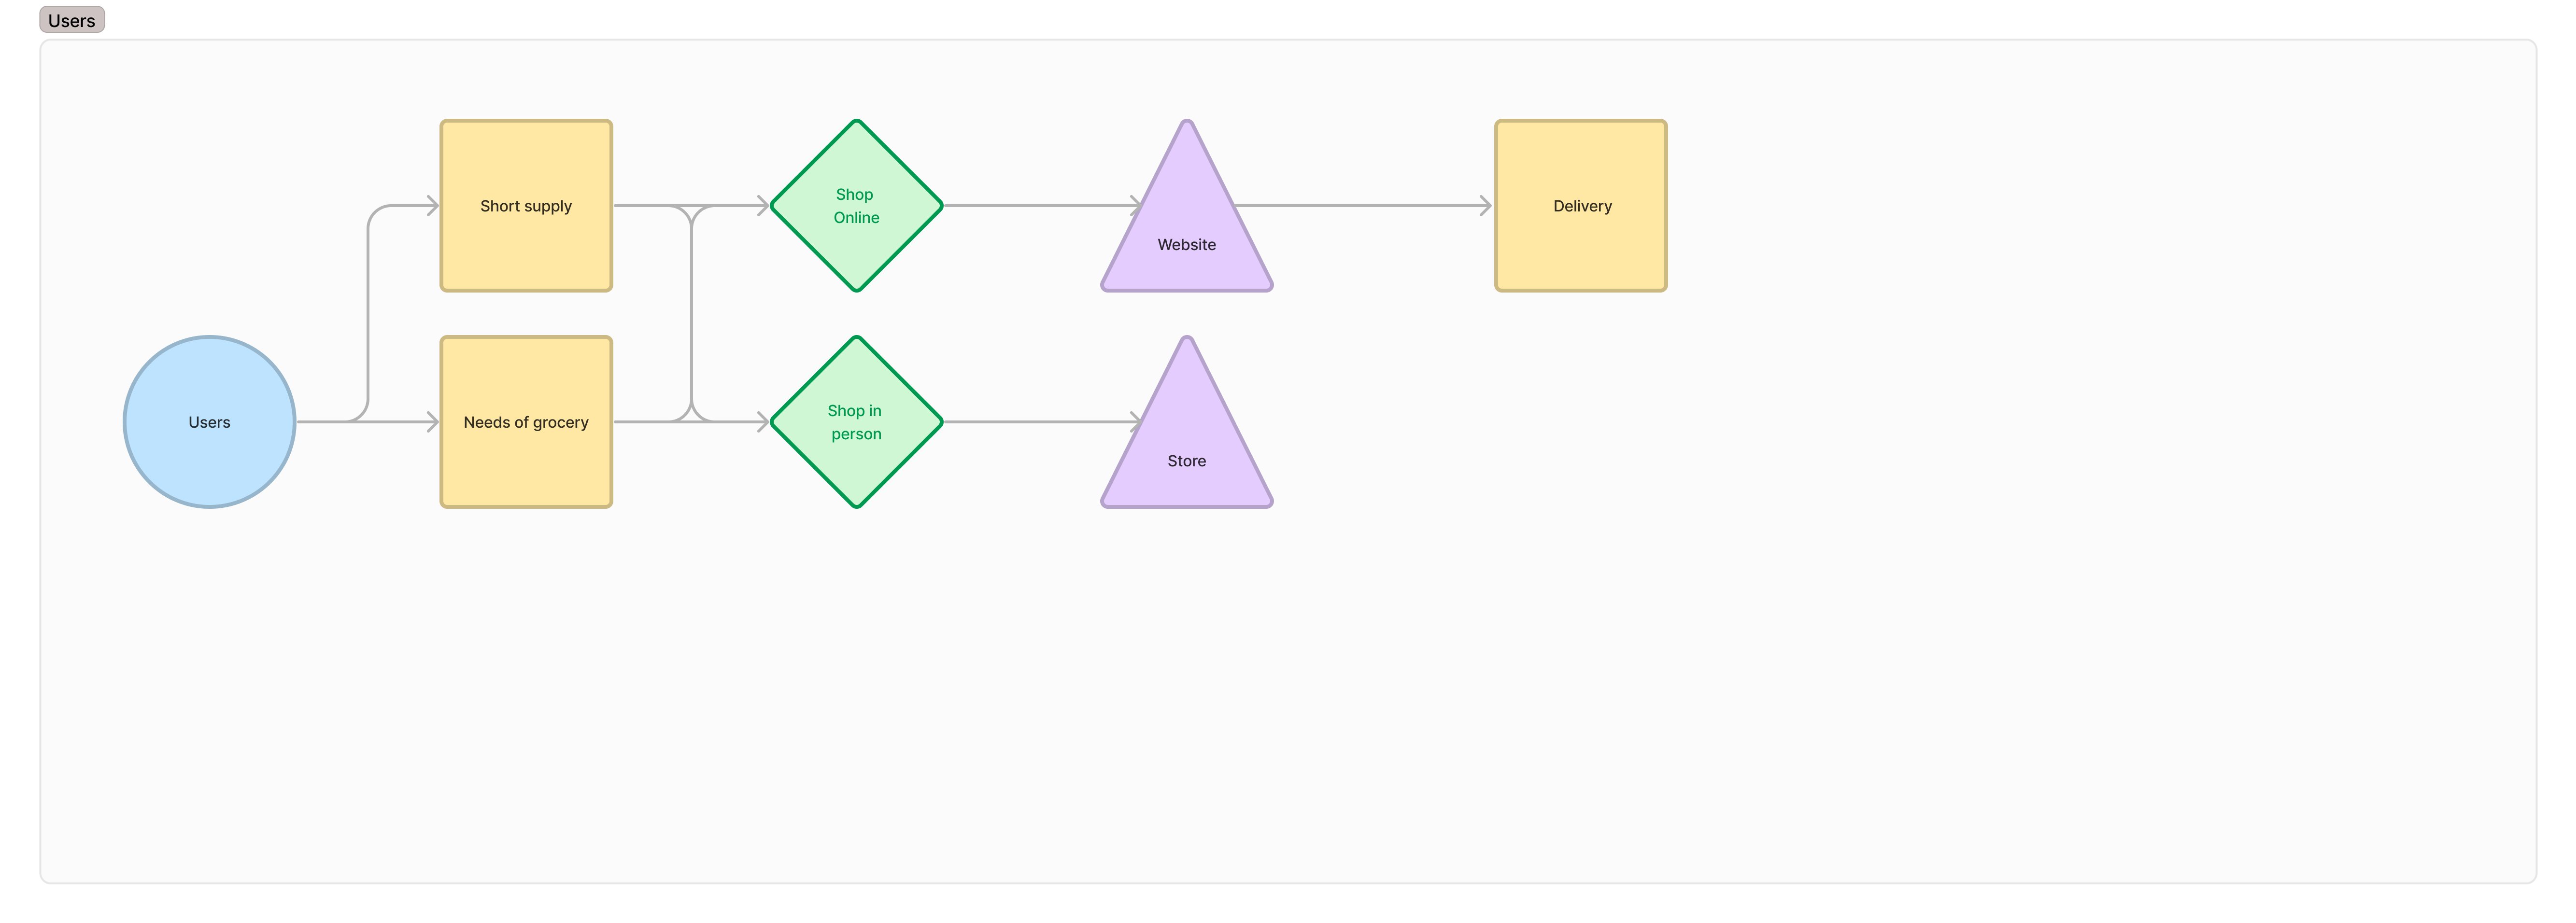 Users
Short supply
Shop
Online
Website
Delivery
Users
Needs of grocery
Shop in
person
Store